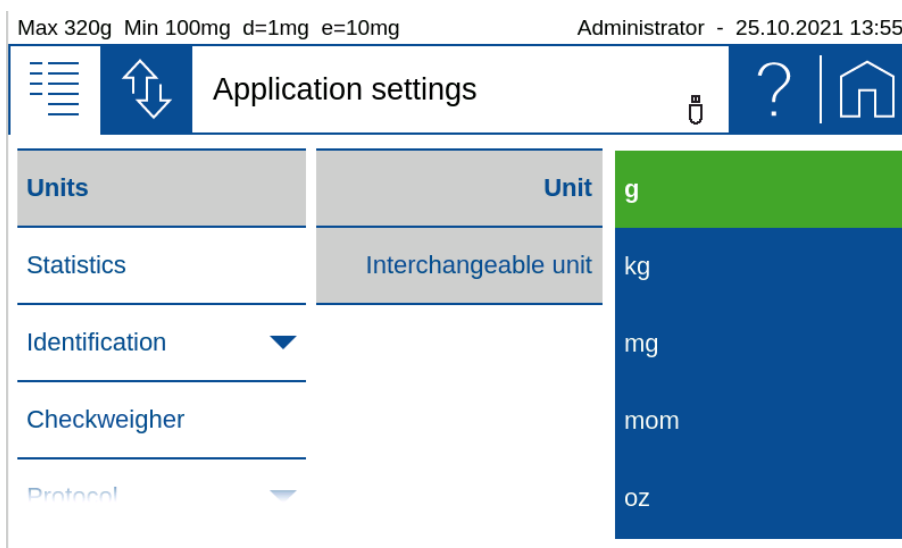 Max 320g Min 100mg d=1mg e=10mg Administrator - 25.10.2021 13:55
Application settings
?
Units Unit g
Statistics Interchangeable unit kg
Identification mg
Checkweigher mom
Protocol oz